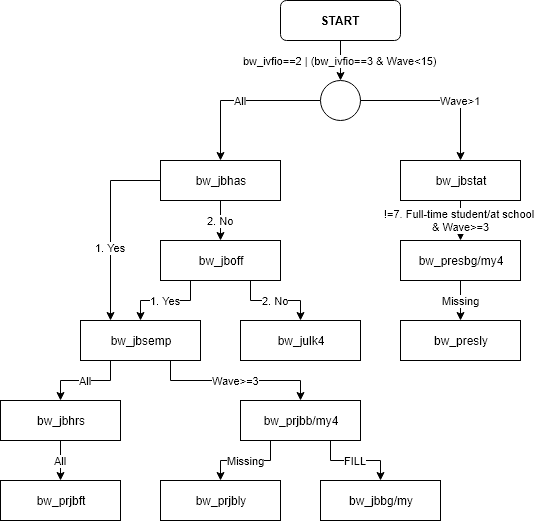 START
bw_ivfio==2 | (bw_ivfio==3 & Wave<15)
All
Wave>1
bw_jbhas
bw_jbstat
2. No
!=7. Full-time student/at school
& Wave>=3
1. Yes
bw_jboff
bw_presbg/my4
1. Yes
2. No
Missing
bw_jbsemp
bw_julk4
bw_presly
All
Wave>=3
bw_jbhrs
bw_prjbb/my4
All
Missing
FILL
bw_prjbft
bw_prjbly
bw_jbbg/my